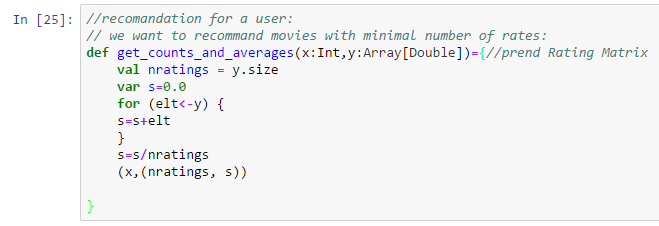 In [25]: //recomandation for a user:
// we want to recommand movies with minimal number of rates:
def get_counts_and_averages(x:Int,y:Array[Double])={//prend Rating Matrix
    val nratings = y.size
    var s=0.0
    for (elt<-y) {
    s=s+elt
    }
    s=s/nratings
    (x,(nratings, s))
}